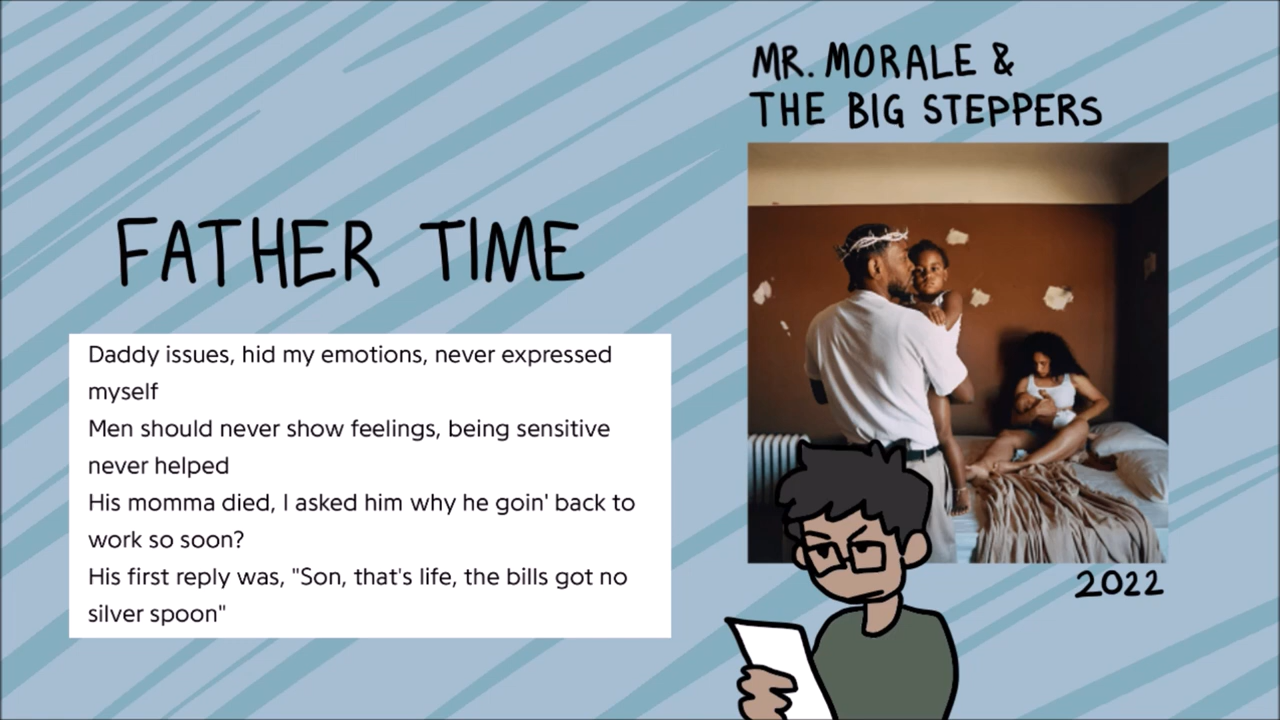 MR. MORALE &
THE BIG STEPPERS
FATHER TIME
Daddy issues, hid my emotions, never expressed
myself
Men should never show feelings, being sensitive
never helped
His momma died, I asked him why he goin' back to
work so soon?
His first reply was, "Son, that's life, the bills got no
silver spoon"
2022